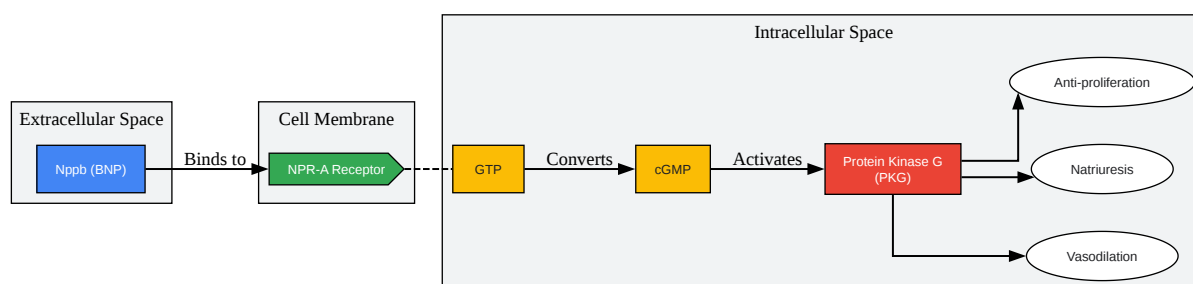 Intracellular Space
Anti-proliferation
Extracellular Space
Cell Membrane
Nppb (BNP)
Binds to
NPR-A Receptor
GTP
Converts
cGMP
Activates
Protein Kinase G
(PKG)
Natriuresis
Vasodilation